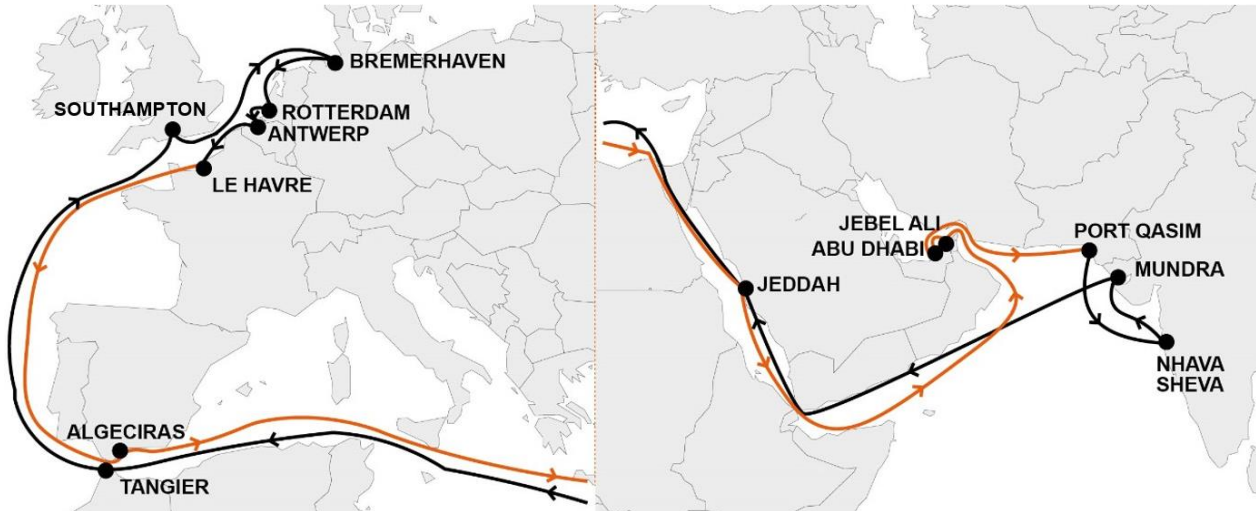 BREMERHAVEN
SOUTHAMPTON
ROTTERDAM
ANTWERP
LE HAVRE
ALGECIRAS
TANGIER
JEBEL ALI
ABU DHABI
PORT QASIM
MUNDRA
JEDDAH
NHAVA
SHEVA